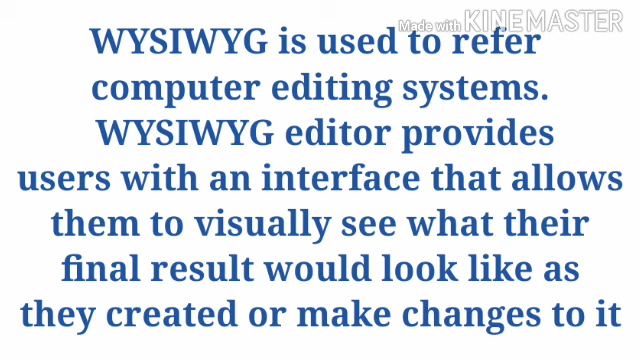 Made with KINEMASTER
WYSIWYG is used to refer
computer editing systems.
WYSIWYG editor provides
users with an interface that allows
them to visually see what their
final result would look like as
they created or make changes to it